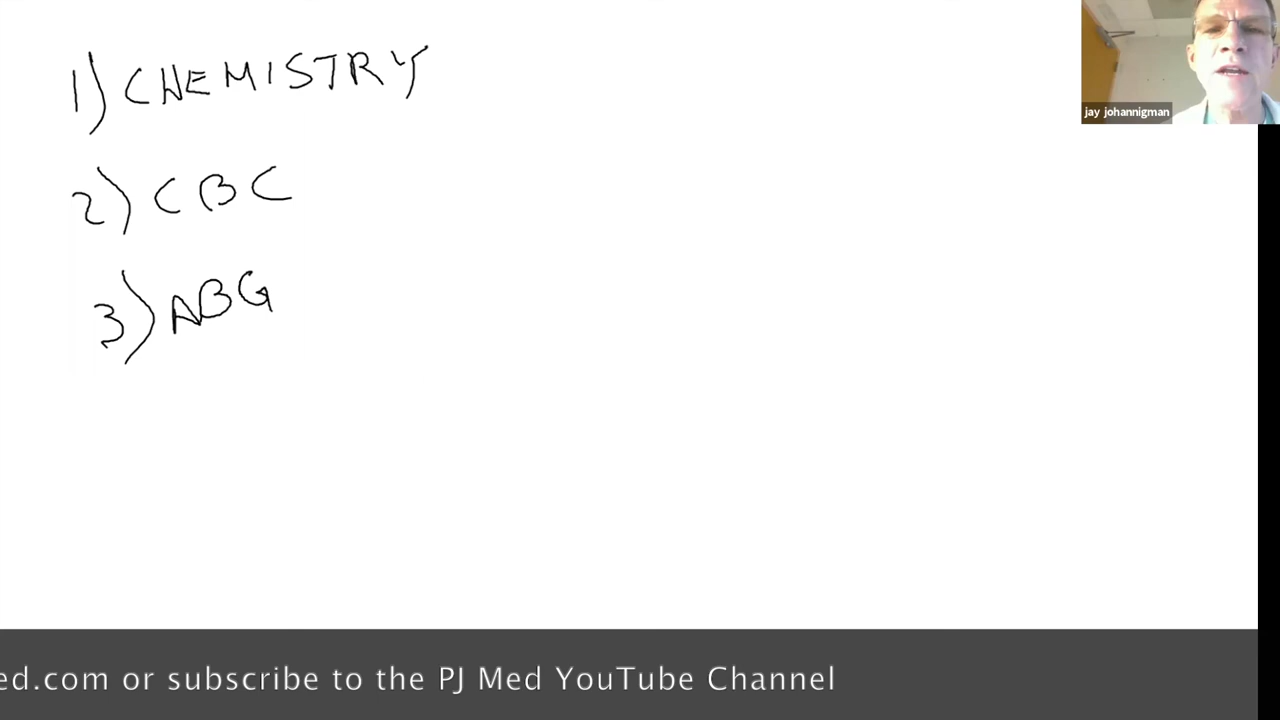 1) CHEMISTRY
jay johannigman
2) CBC
3) ABG
ed.com or subscribe to the PJ Med YouTube Channel